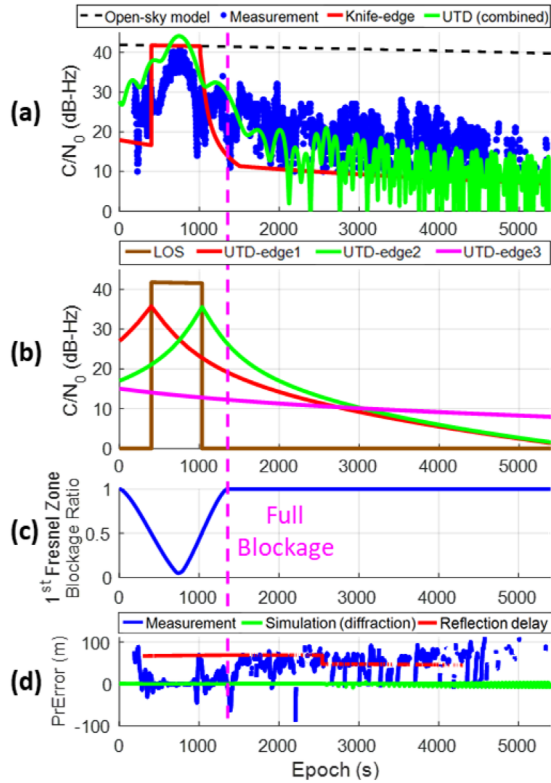 Open-sky model Measurement Knife-edge UTD (combined)
(a)
C/N0 (dB-Hz)
40
30
20
10
0
0 1000 2000 3000 4000 5000
LOS UTD-edge1 UTD-edge2 UTD-edge3
(b)
C/N0 (dB-Hz)
40
30
20
10
0
0 1000 2000 3000 4000 5000
(c)
1st Fresnel Zone
Blockage Ratio
1
0.5
0
Full
Blockage
0 1000 2000 3000 4000 5000
Measurement Simulation (diffraction) Reflection delay
(d)
PrError (m)
100
0
-100
0 1000 2000 3000 4000 5000
Epoch (s)